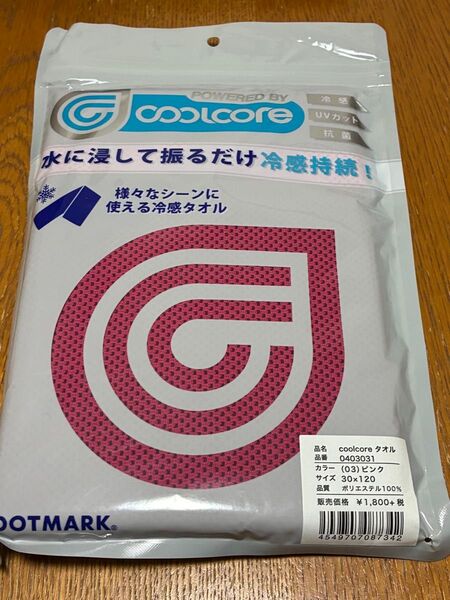 POWERED BY
coolcore
冷感
UVカット
抗菌
水に浸して振るだけ冷感持続！
様々なシーンに
使える冷感タオル
OOTMARK®
品名 coolcore タオル
品番 0403031
カラー (03)ピンク
サイズ 30×120
品質 ポリエステル100%
販売価格 ¥1,800+税
4549707087342